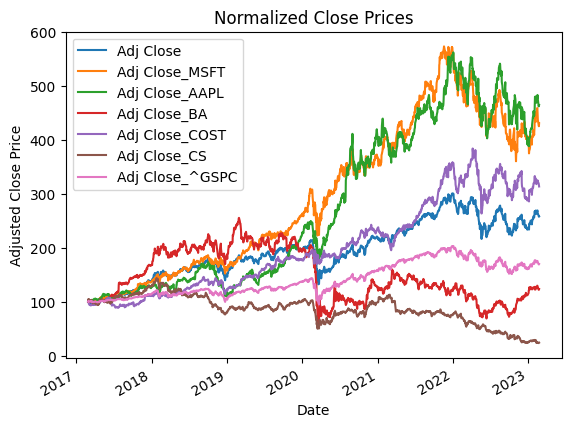 Normalized Close Prices
Adj Close
Adj Close_MSFT
Adj Close_AAPL
Adj Close_BA
Adj Close_COST
Adj Close_CS
Adj Close_^GSPC
Adjusted Close Price
600
500
400
300
200
100
0
2017
2018
2019
2020
2021
2022
2023
Date